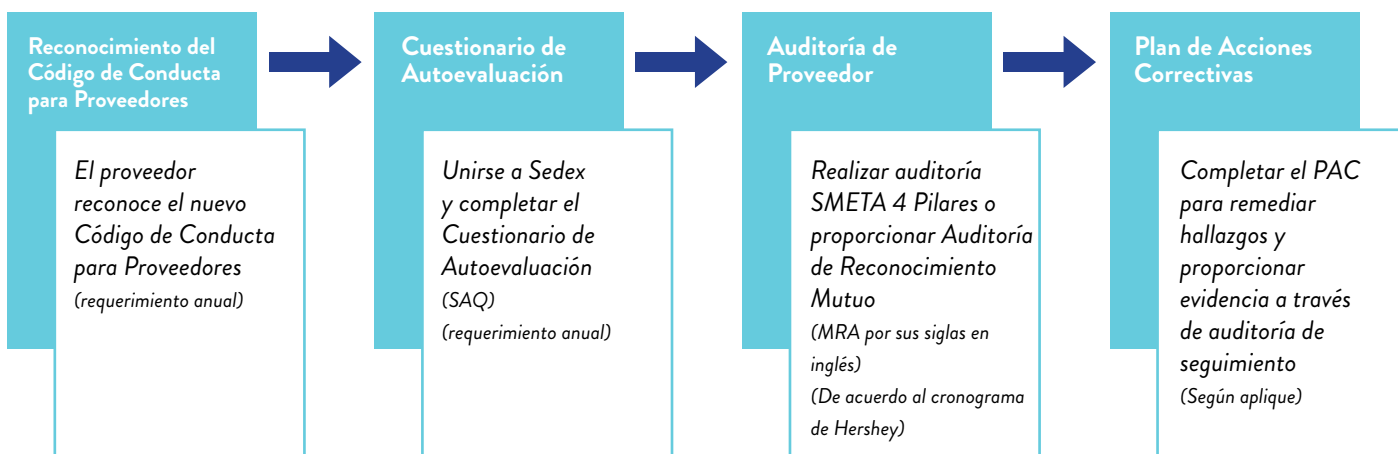 Reconocimiento del
Código de Conducta
para Proveedores
El proveedor
reconoce el nuevo
Código de Conducta
para Proveedores
(requerimiento anual)
Cuestionario de
Autoevaluación
Unirse a Sedex
y completar el
Cuestionario de
Autoevaluación
(SAQ)
(requerimiento anual)
Auditoría de
Proveedor
Realizar auditoría
SMETA 4 Pilares o
proporcionar Auditoría
de Reconocimiento
Mutuo
(MRA por sus siglas en
inglés)
(De acuerdo al cronograma
de Hershey)
Plan de Acciones
Correctivas
Completar el PAC
para remediar
hallazgos y
proporcionar
evidencia a través
de auditoría de
seguimiento
(Según aplique)